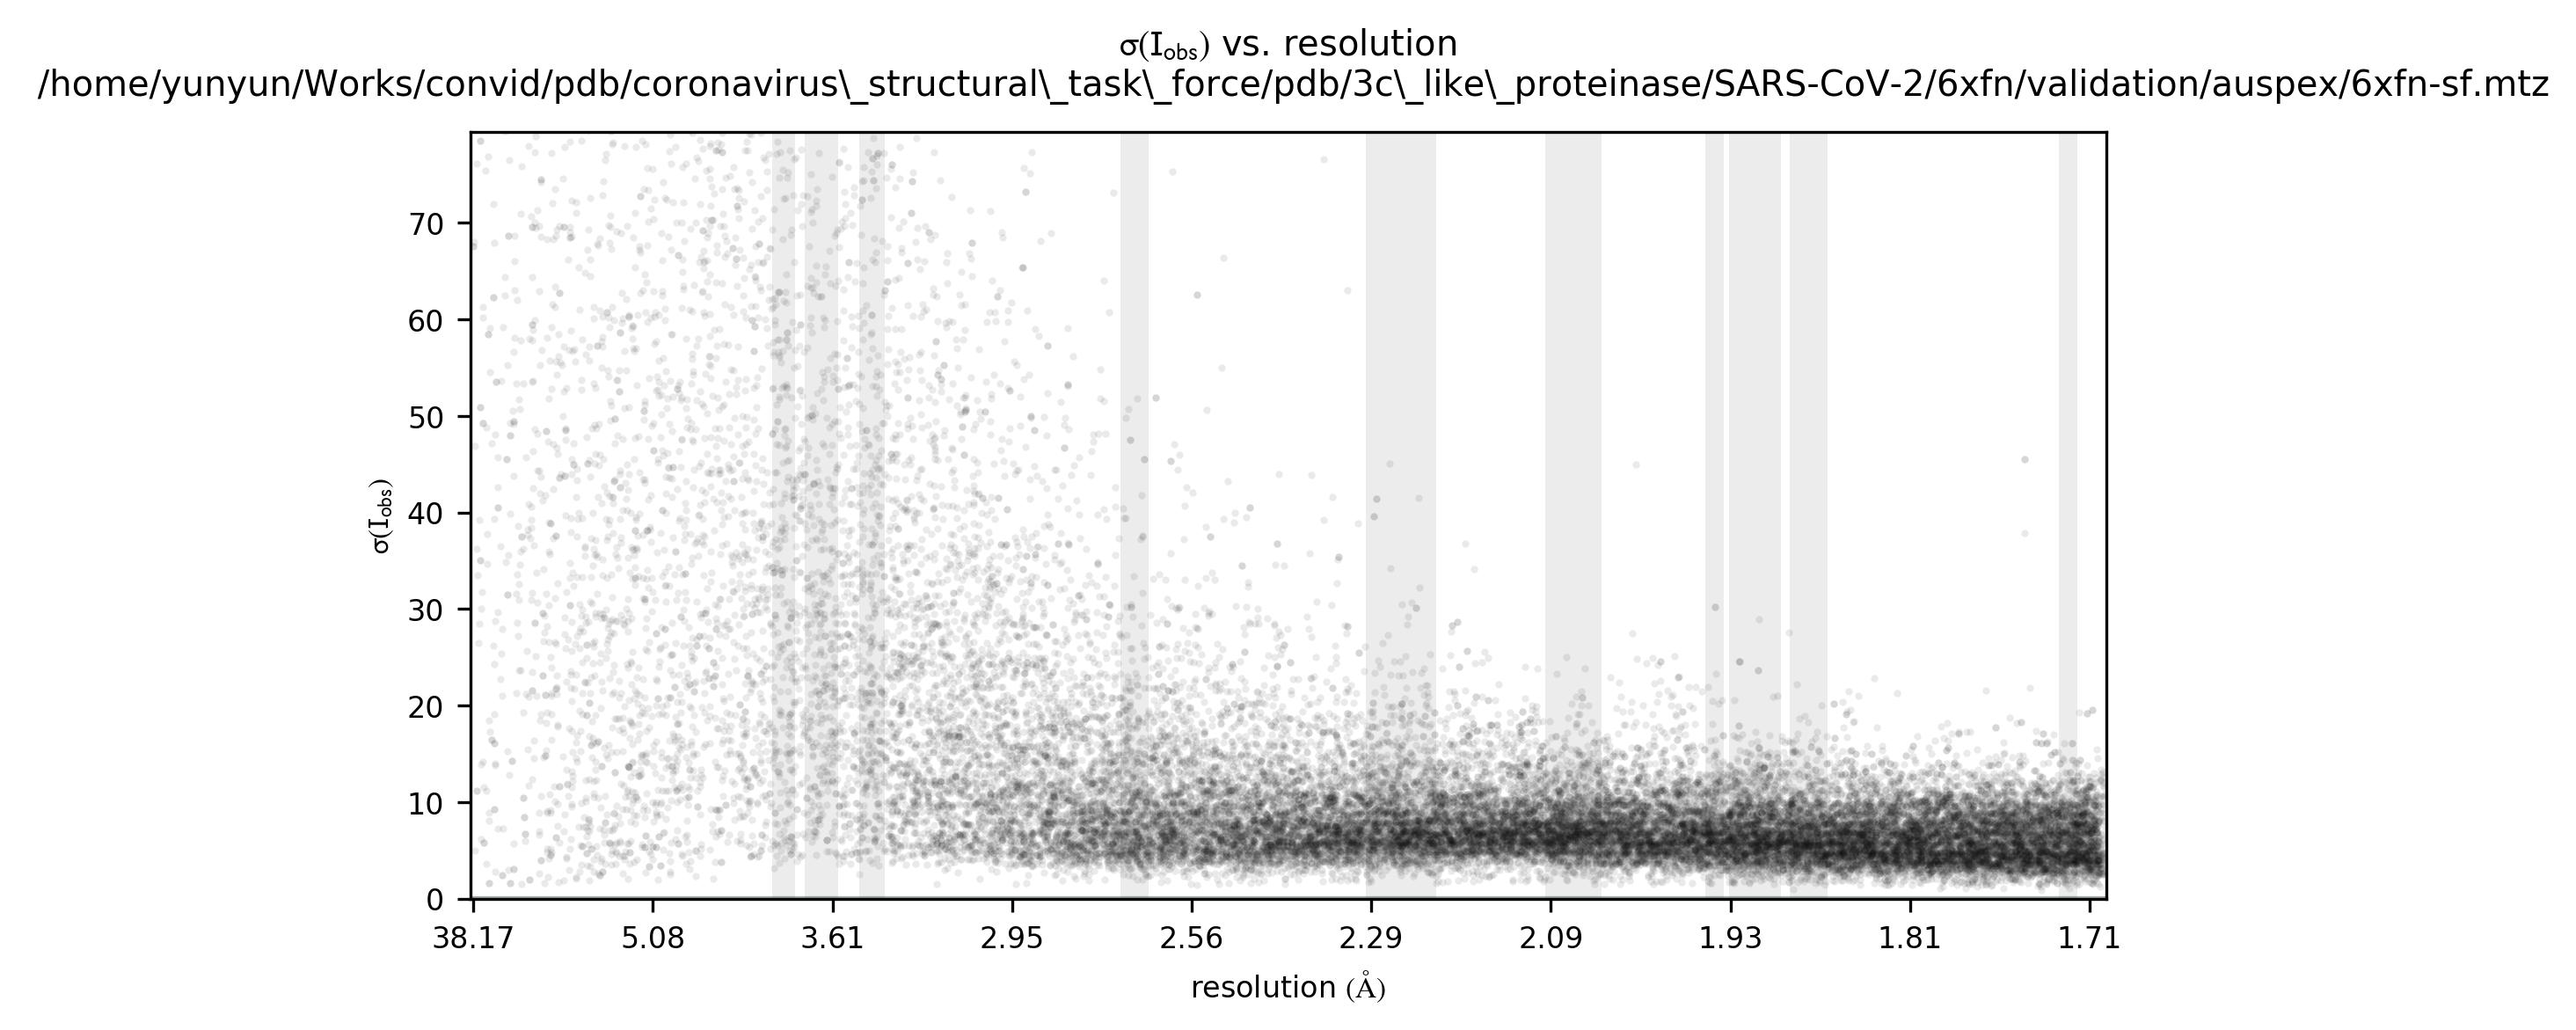 σ(Iobs) vs. resolution
/home/yunyun/Works/convid/pdb/coronavirus\_structural\_task\_force/pdb/3c\_like\_proteinase/SARS-CoV-2/6xfn/validation/auspex/6xfn-sf.mtz
70
60
50
40
30
20
10
0
σ(Iobs)
38.17 5.08 3.61 2.95 2.56 2.29 2.09 1.93 1.81 1.71
resolution (Å)